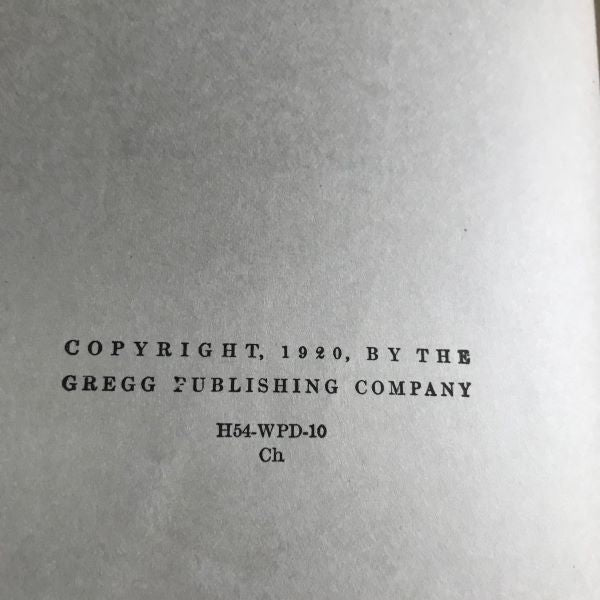 COPYRIGHT, 1920, BY THE
GREGG PUBLISHING COMPANY
H54-WPD-10
Ch